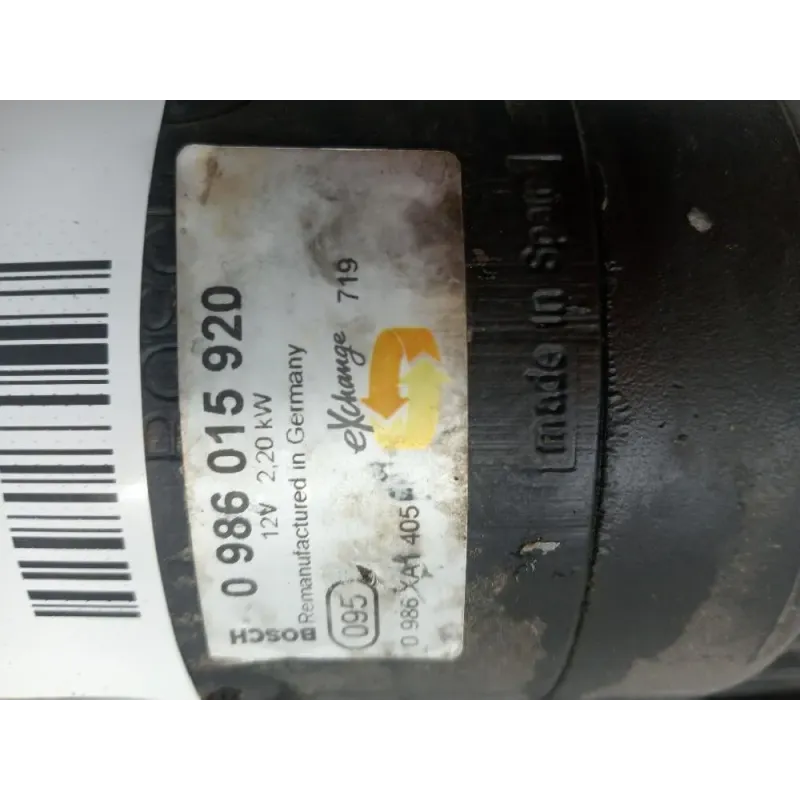 BOSCH
0 986 015 920
12V 2,20 kW
Remanufactured in Germany
eXchange 719
095
0 986 XA1 405
made in Spain